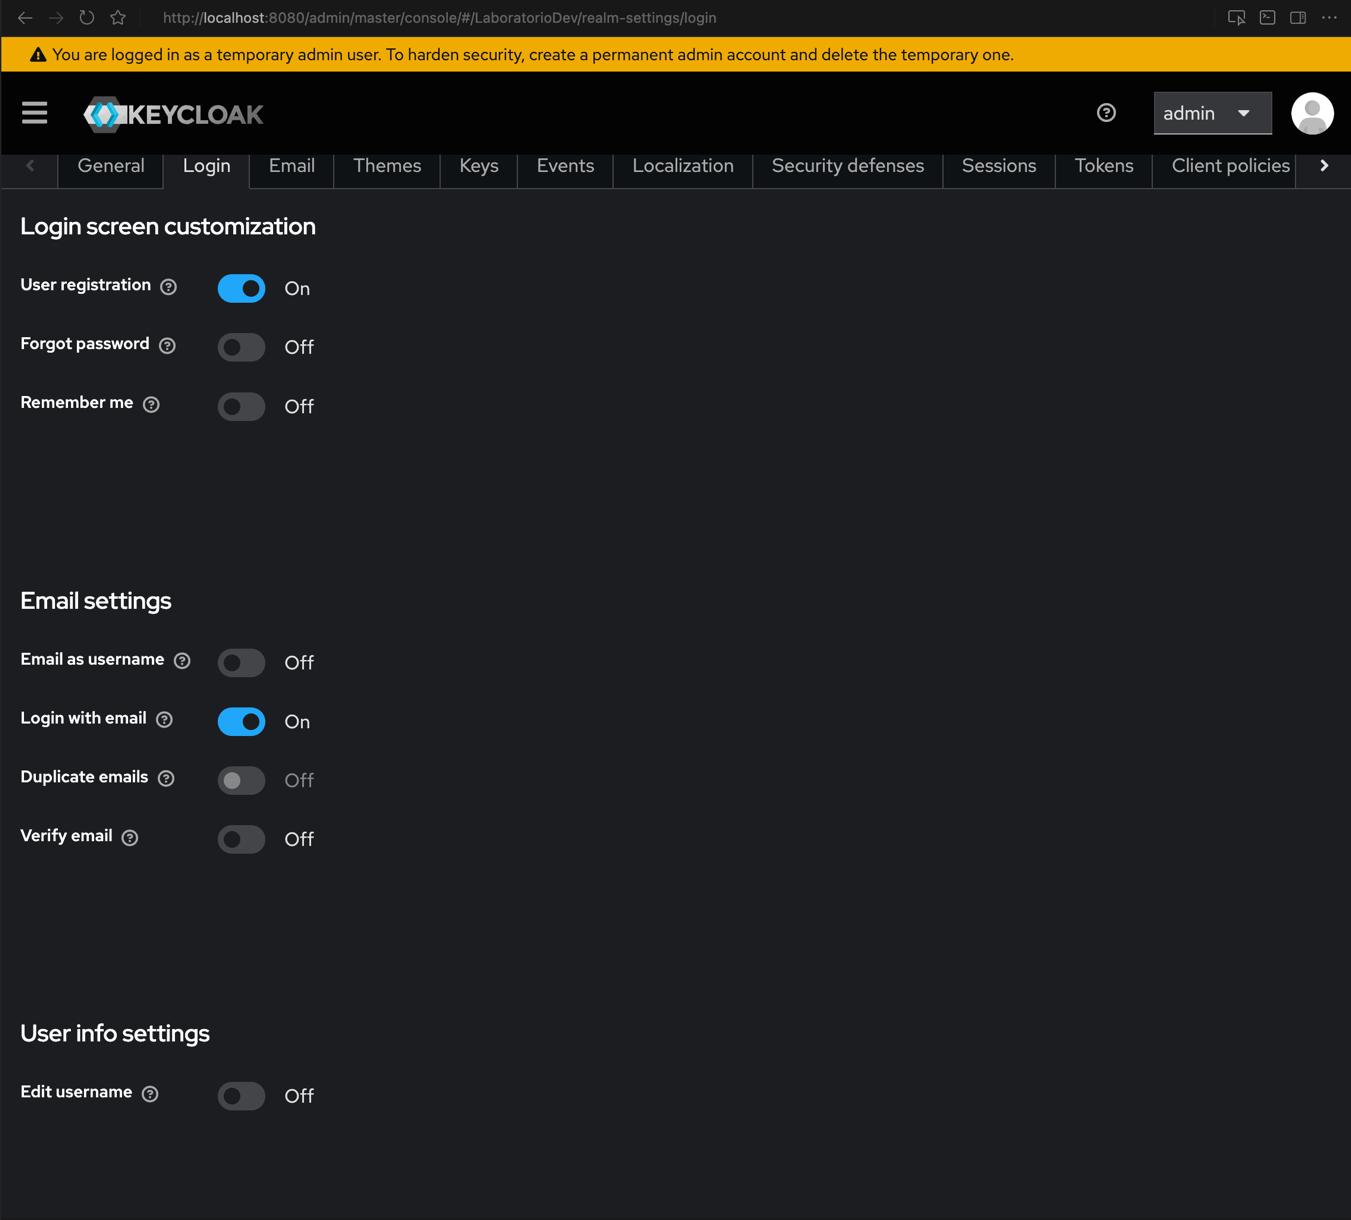 http://localhost:8080/admin/master/console/#/LaboratorioDev/realm-settings/login
You are logged in as a temporary admin user. To harden security, create a permanent admin account and delete the temporary one.
KEYCLOAK
admin
General Login Email Themes Keys Events Localization Security defenses Sessions Tokens Client policies
Login screen customization
User registration On
Forgot password Off
Remember me Off
Email settings
Email as username Off
Login with email On
Duplicate emails Off
Verify email Off
User info settings
Edit username Off